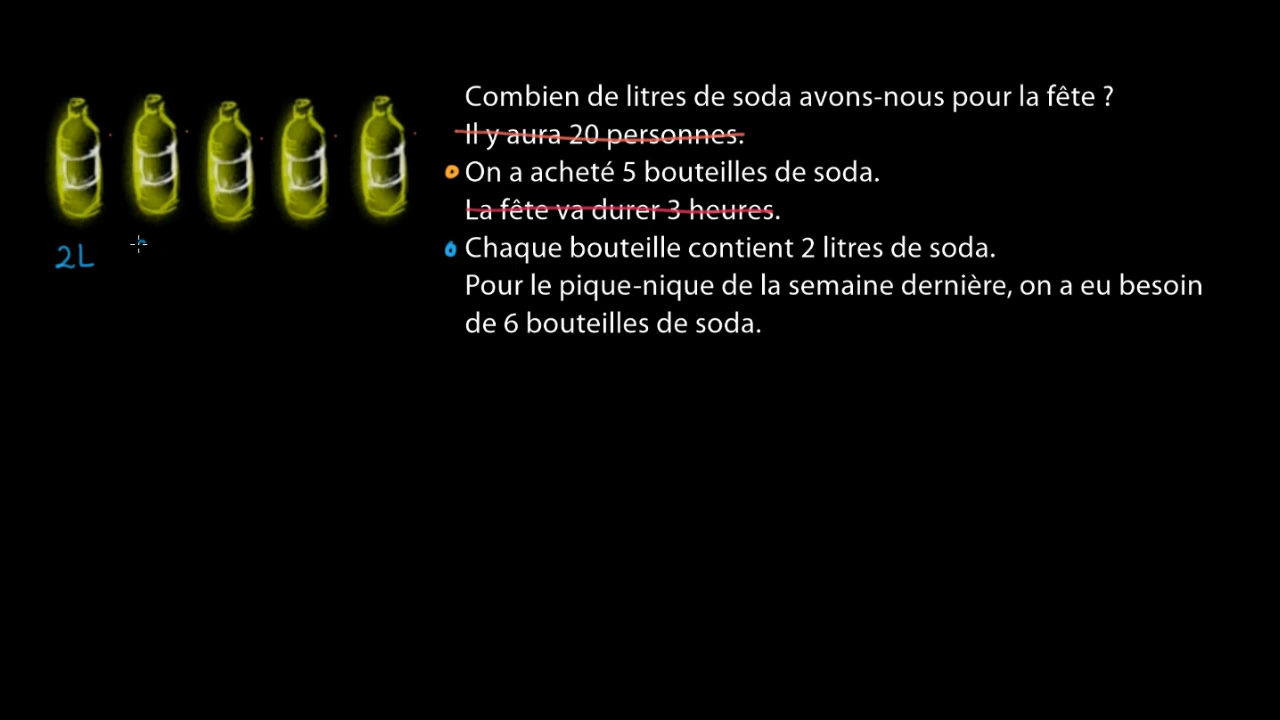 Combien de litres de soda avons-nous pour la fête ?
Il y aura 20 personnes.
On a acheté 5 bouteilles de soda.
La fête va durer 3 heures.
Chaque bouteille contient 2 litres de soda.
Pour le pique-nique de la semaine dernière, on a eu besoin
de 6 bouteilles de soda.
2L